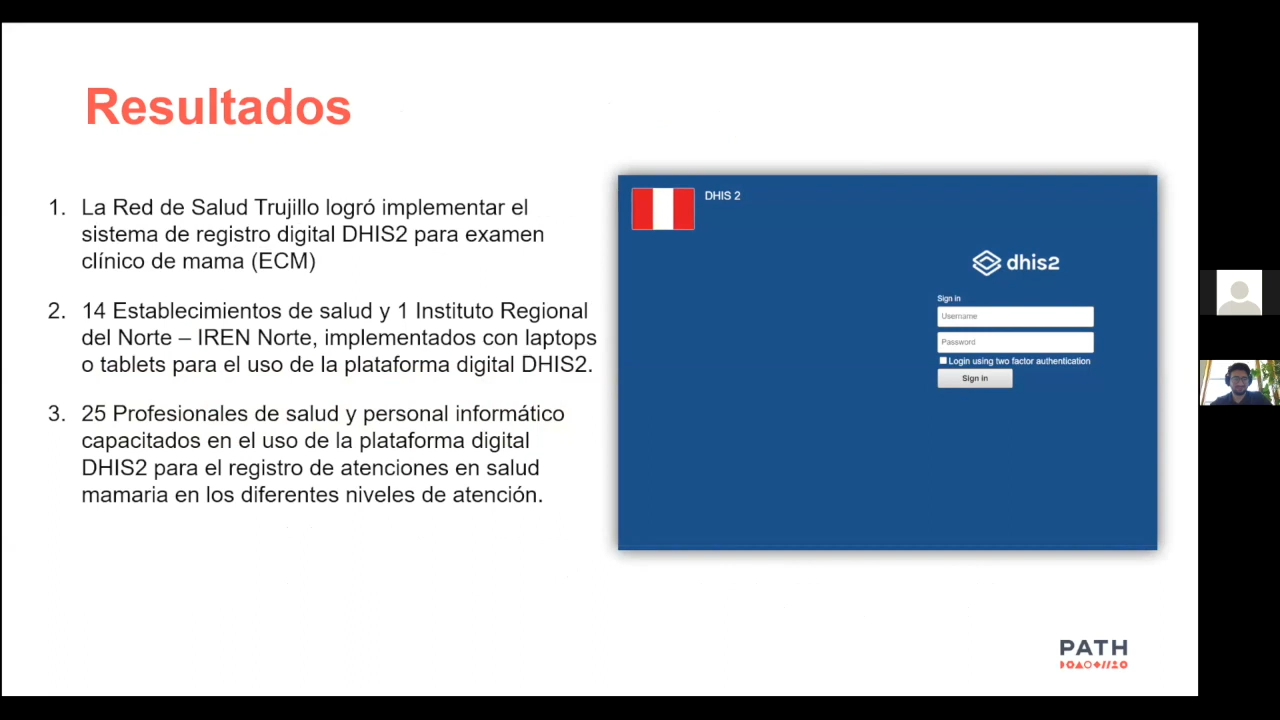 Resultados
1. La Red de Salud Trujillo logró implementar el
sistema de registro digital DHIS2 para examen
clínico de mama (ECM)
2. 14 Establecimientos de salud y 1 Instituto Regional
del Norte – IREN Norte, implementados con laptops
o tablets para el uso de la plataforma digital DHIS2.
3. 25 Profesionales de salud y personal informático
capacitados en el uso de la plataforma digital
DHIS2 para el registro de atenciones en salud
mamaria en los diferentes niveles de atención.
DHIS 2
dhis2
Sign in
Username
Password
Login using two factor authentication
Sign in
PATH